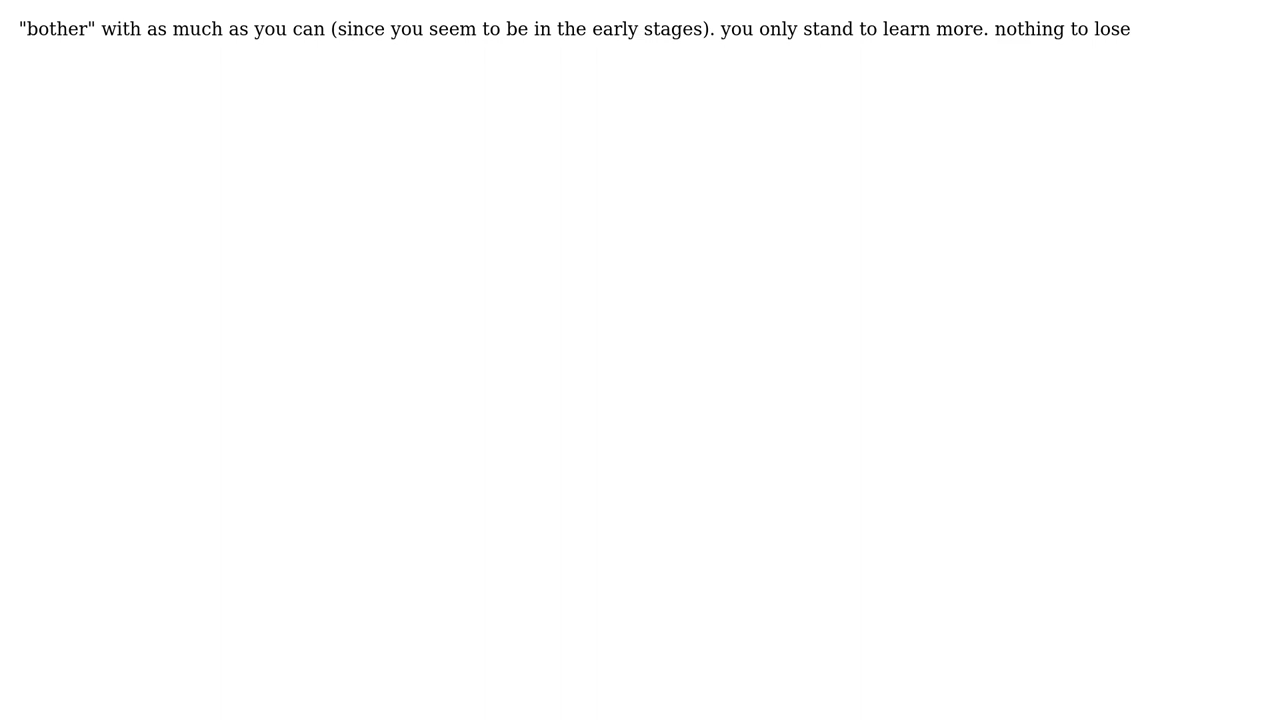 "bother" with as much as you can (since you seem to be in the early stages). you only stand to learn more. nothing to lose